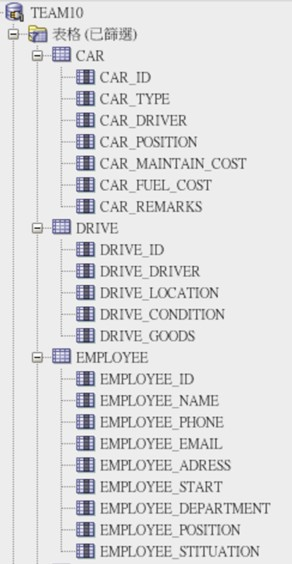 TEAM10
表格 (已篩選)
CAR
CAR_ID
CAR_TYPE
CAR_DRIVER
CAR_POSITION
CAR_MAINTAIN_COST
CAR_FUEL_COST
CAR_REMARKS
DRIVE
DRIVE_ID
DRIVE_DRIVER
DRIVE_LOCATION
DRIVE_CONDITION
DRIVE_GOODS
EMPLOYEE
EMPLOYEE_ID
EMPLOYEE_NAME
EMPLOYEE_PHONE
EMPLOYEE_EMAIL
EMPLOYEE_ADRESS
EMPLOYEE_START
EMPLOYEE_DEPARTMENT
EMPLOYEE_POSITION
EMPLOYEE_STITUATION